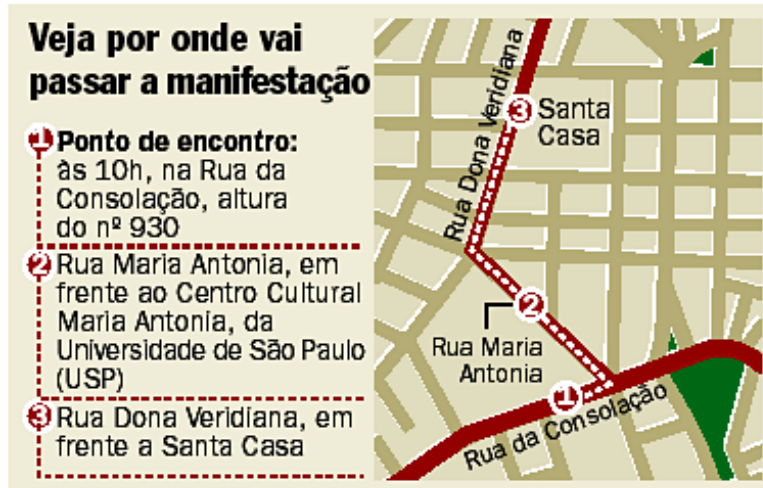 Veja por onde vai
passar a manifestação
1 Ponto de encontro:
às 10h, na Rua da
Consolação, altura
do nº 930
2 Rua Maria Antonia, em
frente ao Centro Cultural
Maria Antonia, da
Universidade de São Paulo
(USP)
3 Rua Dona Veridiana, em
frente a Santa Casa
Rua Dona Veridiana
3 Santa
Casa
2
Rua Maria
Antonia
1
Rua da Consolação